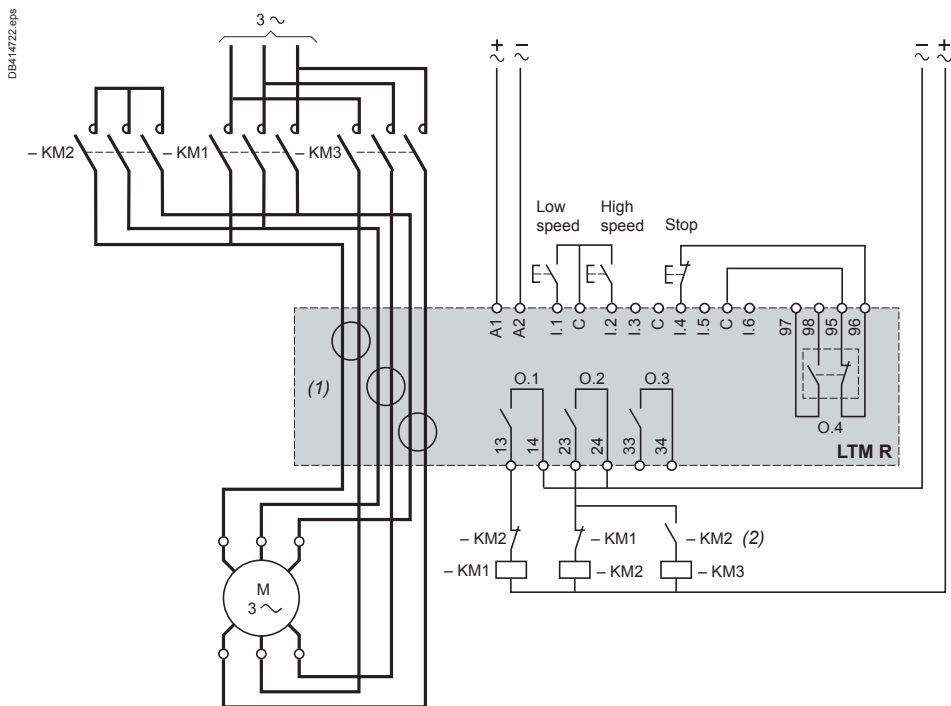 DB414722.eps
3 ∼
+ −
∼ ∼
− +
∼ ∼
– KM2
– KM1
– KM3
Low speed
High speed
Stop
A1 A2 I.1 C I.2 I.3 C I.4 I.5 C I.6 97 98 95 96
(1)
O.1 O.2 O.3
O.4
13 14 23 24 33 34
LTM R
– KM2 – KM1 – KM2 (2)
– KM1 – KM2 – KM3
M
3 ∼